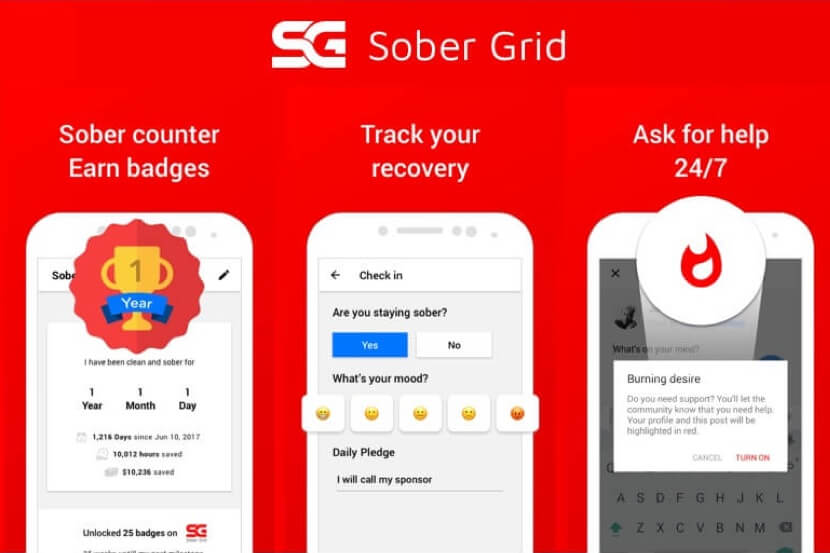 SG Sober Grid
Sober counter
Earn badges
Sobe
1
Year
I have been clean and sober for
1 1 1
Year Month Day
1,216 Days since Jun 10, 2017
10,012 hours saved
$10,236 saved
Unlocked 25 badges on SG
Sober Grid
Track your
recovery
Check in
Are you staying sober?
Yes No
What's your mood?
Daily Pledge
I will call my sponsor
Ask for help
24/7
What's on your mind?
Burning desire
Do you need support? You'll let the
community know that you need help.
Your profile and this post will be
highlighted in red.
CANCEL TURN ON
A S D F G H J K L
Z X C V B N M